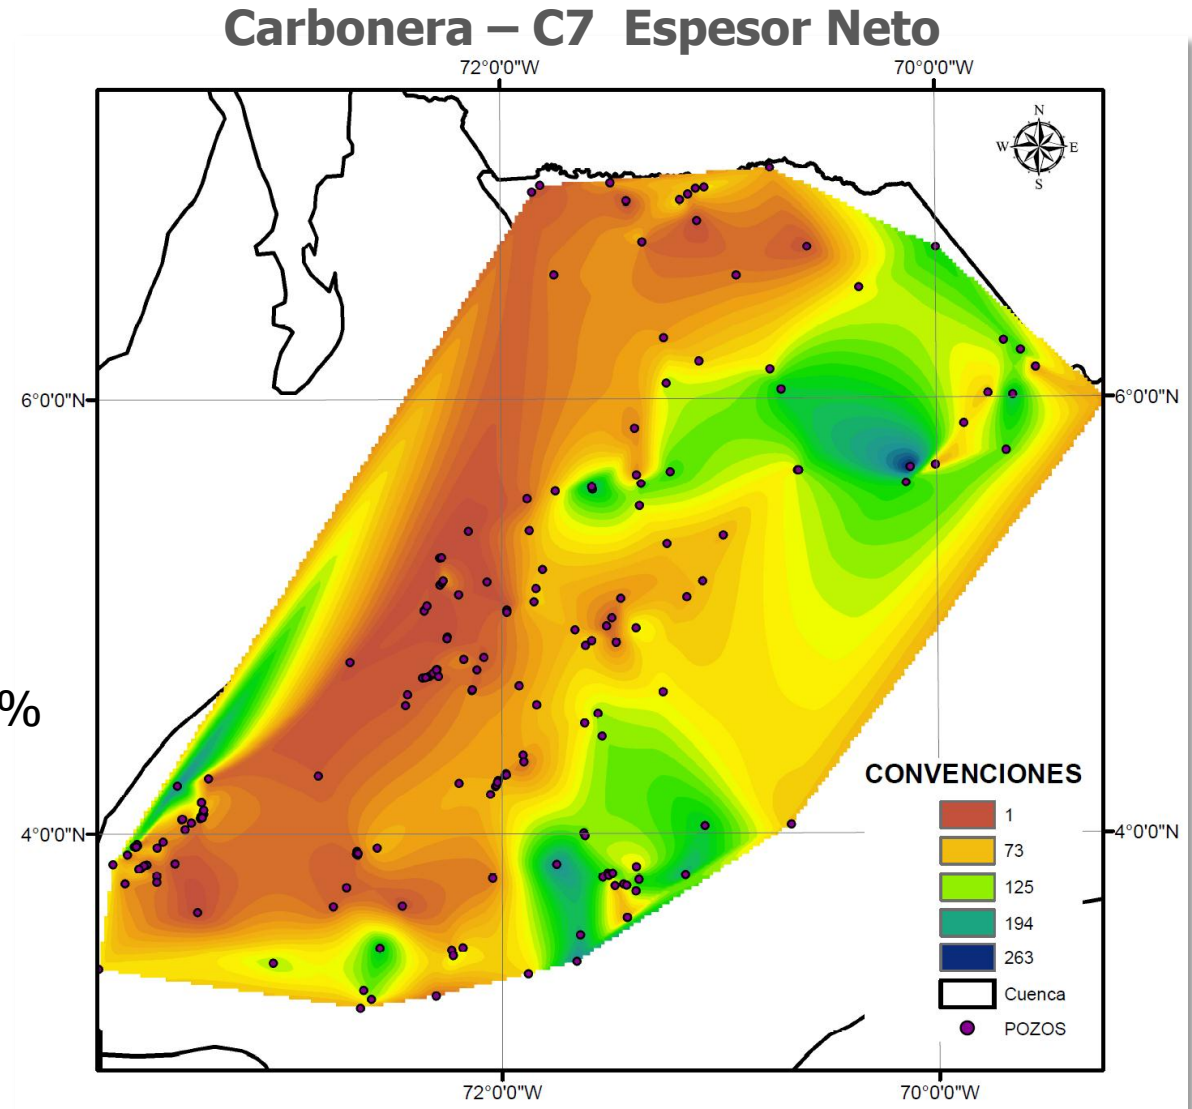 Carbonera – C7 Espesor Neto
72°0'0"W 70°0'0"W
N
W E
S
6°0'0"N 6°0'0"N
%
CONVENCIONES
1
73
125
194
263
Cuenca
POZOS
4°0'0"N 4°0'0"N
72°0'0"W 70°0'0"W